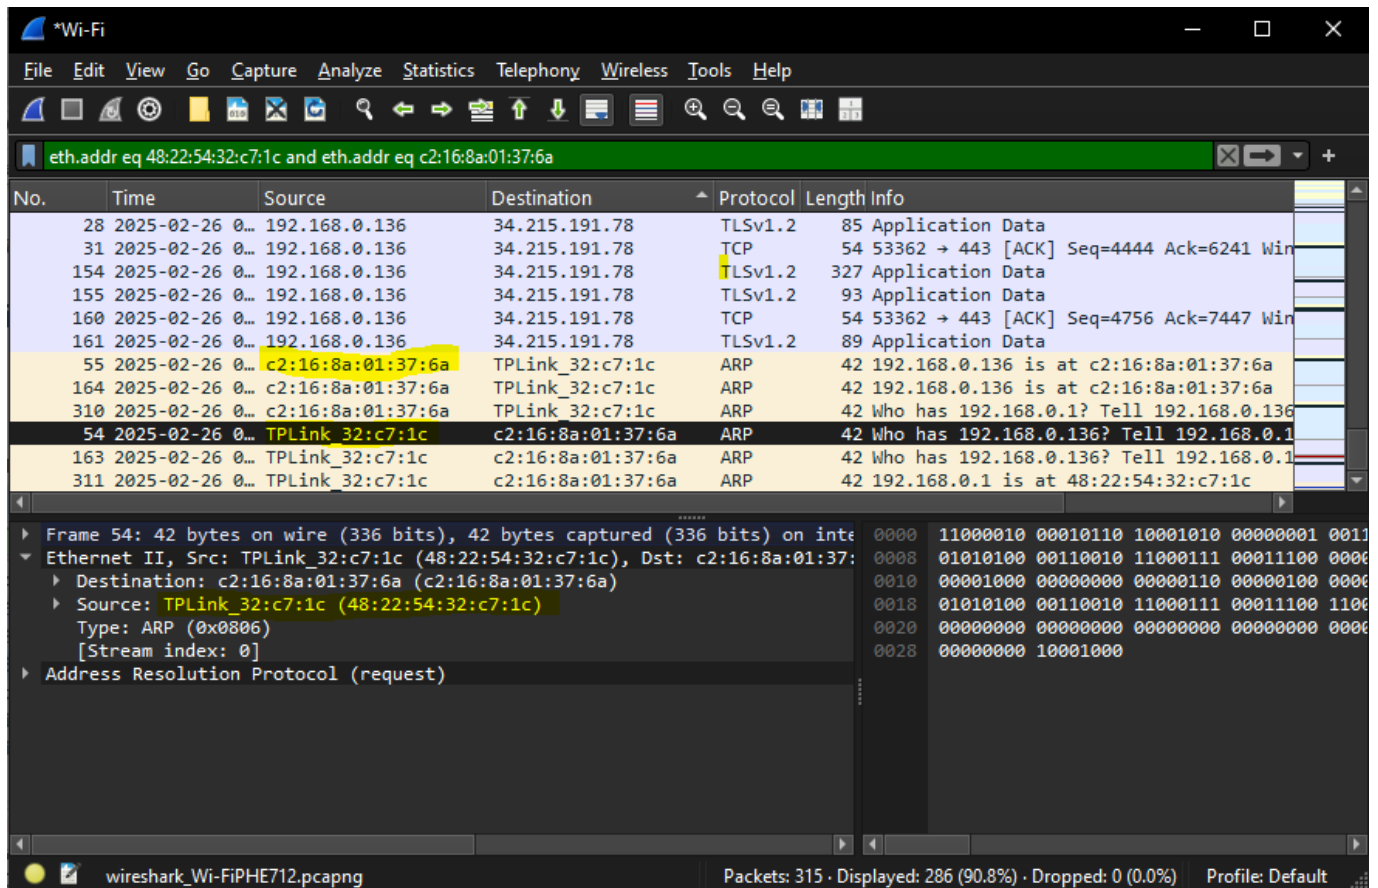 *Wi-Fi
File Edit View Go Capture Analyze Statistics Telephony Wireless Tools Help
eth.addr eq 48:22:54:32:c7:1c and eth.addr eq c2:16:8a:01:37:6a
No. Time Source Destination Protocol Length Info
28 2025-02-26 0… 192.168.0.136 34.215.191.78 TLSv1.2 85 Application Data
31 2025-02-26 0… 192.168.0.136 34.215.191.78 TCP 54 53362 → 443 [ACK] Seq=4444 Ack=6241 Win
154 2025-02-26 0… 192.168.0.136 34.215.191.78 TLSv1.2 327 Application Data
155 2025-02-26 0… 192.168.0.136 34.215.191.78 TLSv1.2 93 Application Data
160 2025-02-26 0… 192.168.0.136 34.215.191.78 TCP 54 53362 → 443 [ACK] Seq=4756 Ack=7447 Win
161 2025-02-26 0… 192.168.0.136 34.215.191.78 TLSv1.2 89 Application Data
55 2025-02-26 0… c2:16:8a:01:37:6a TPLink_32:c7:1c ARP 42 192.168.0.136 is at c2:16:8a:01:37:6a
164 2025-02-26 0… c2:16:8a:01:37:6a TPLink_32:c7:1c ARP 42 192.168.0.136 is at c2:16:8a:01:37:6a
310 2025-02-26 0… c2:16:8a:01:37:6a TPLink_32:c7:1c ARP 42 Who has 192.168.0.1? Tell 192.168.0.136
54 2025-02-26 0… TPLink_32:c7:1c c2:16:8a:01:37:6a ARP 42 Who has 192.168.0.136? Tell 192.168.0.1
163 2025-02-26 0… TPLink_32:c7:1c c2:16:8a:01:37:6a ARP 42 Who has 192.168.0.136? Tell 192.168.0.1
311 2025-02-26 0… TPLink_32:c7:1c c2:16:8a:01:37:6a ARP 42 192.168.0.1 is at 48:22:54:32:c7:1c
Frame 54: 42 bytes on wire (336 bits), 42 bytes captured (336 bits) on inte 0000 11000010 00010110 10001010 00000001 0011
Ethernet II, Src: TPLink_32:c7:1c (48:22:54:32:c7:1c), Dst: c2:16:8a:01:37: 0008 01010100 00110010 11000111 00011100 0000
Destination: c2:16:8a:01:37:6a (c2:16:8a:01:37:6a) 0010 00001000 00000000 00000110 00000100 0000
Source: TPLink_32:c7:1c (48:22:54:32:c7:1c) 0018 01010100 00110010 11000111 00011100 1100
Type: ARP (0x0806) 0020 00000000 00000000 00000000 00000000 0000
[Stream index: 0] 0028 00000000 10001000
Address Resolution Protocol (request)
wireshark_Wi-FiPHE712.pcapng Packets: 315 · Displayed: 286 (90.8%) · Dropped: 0 (0.0%) Profile: Default